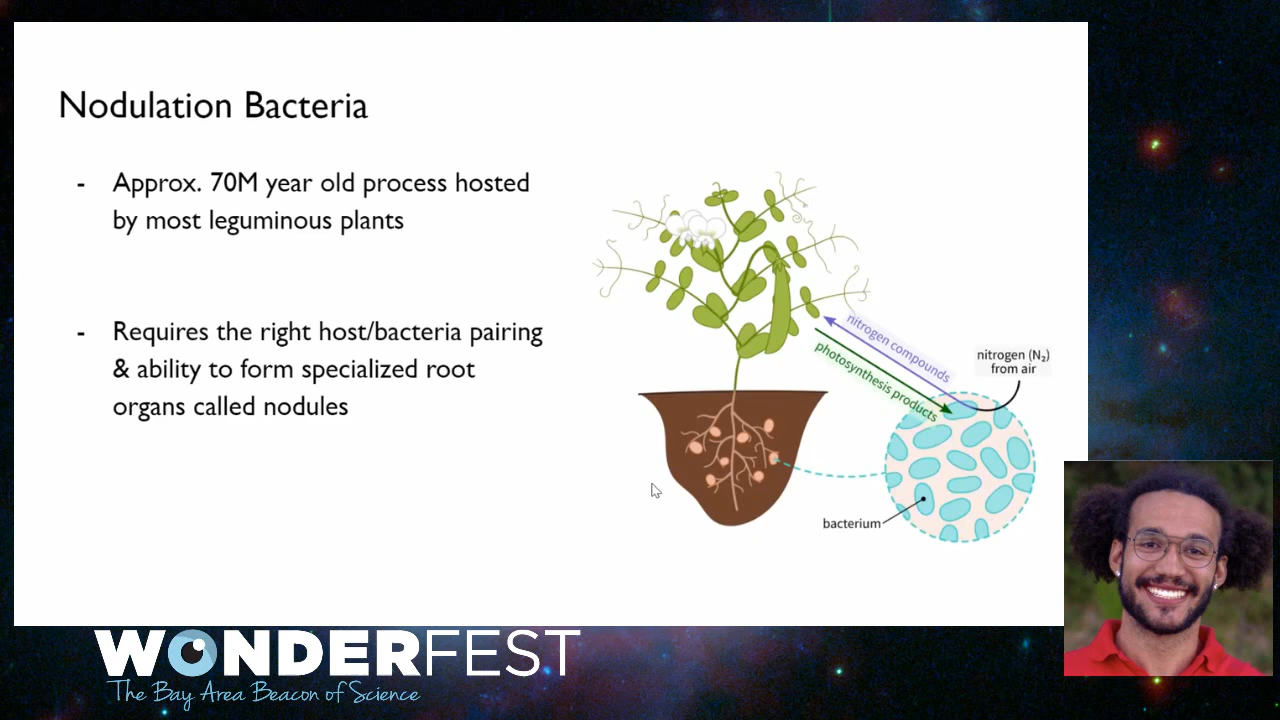 Nodulation Bacteria
- Approx. 70M year old process hosted
by most leguminous plants
- Requires the right host/bacteria pairing
& ability to form specialized root
organs called nodules
nitrogen compounds
photosynthesis products
nitrogen (N₂)
from air
bacterium
WONDERFEST
The Bay Area Beacon of Science